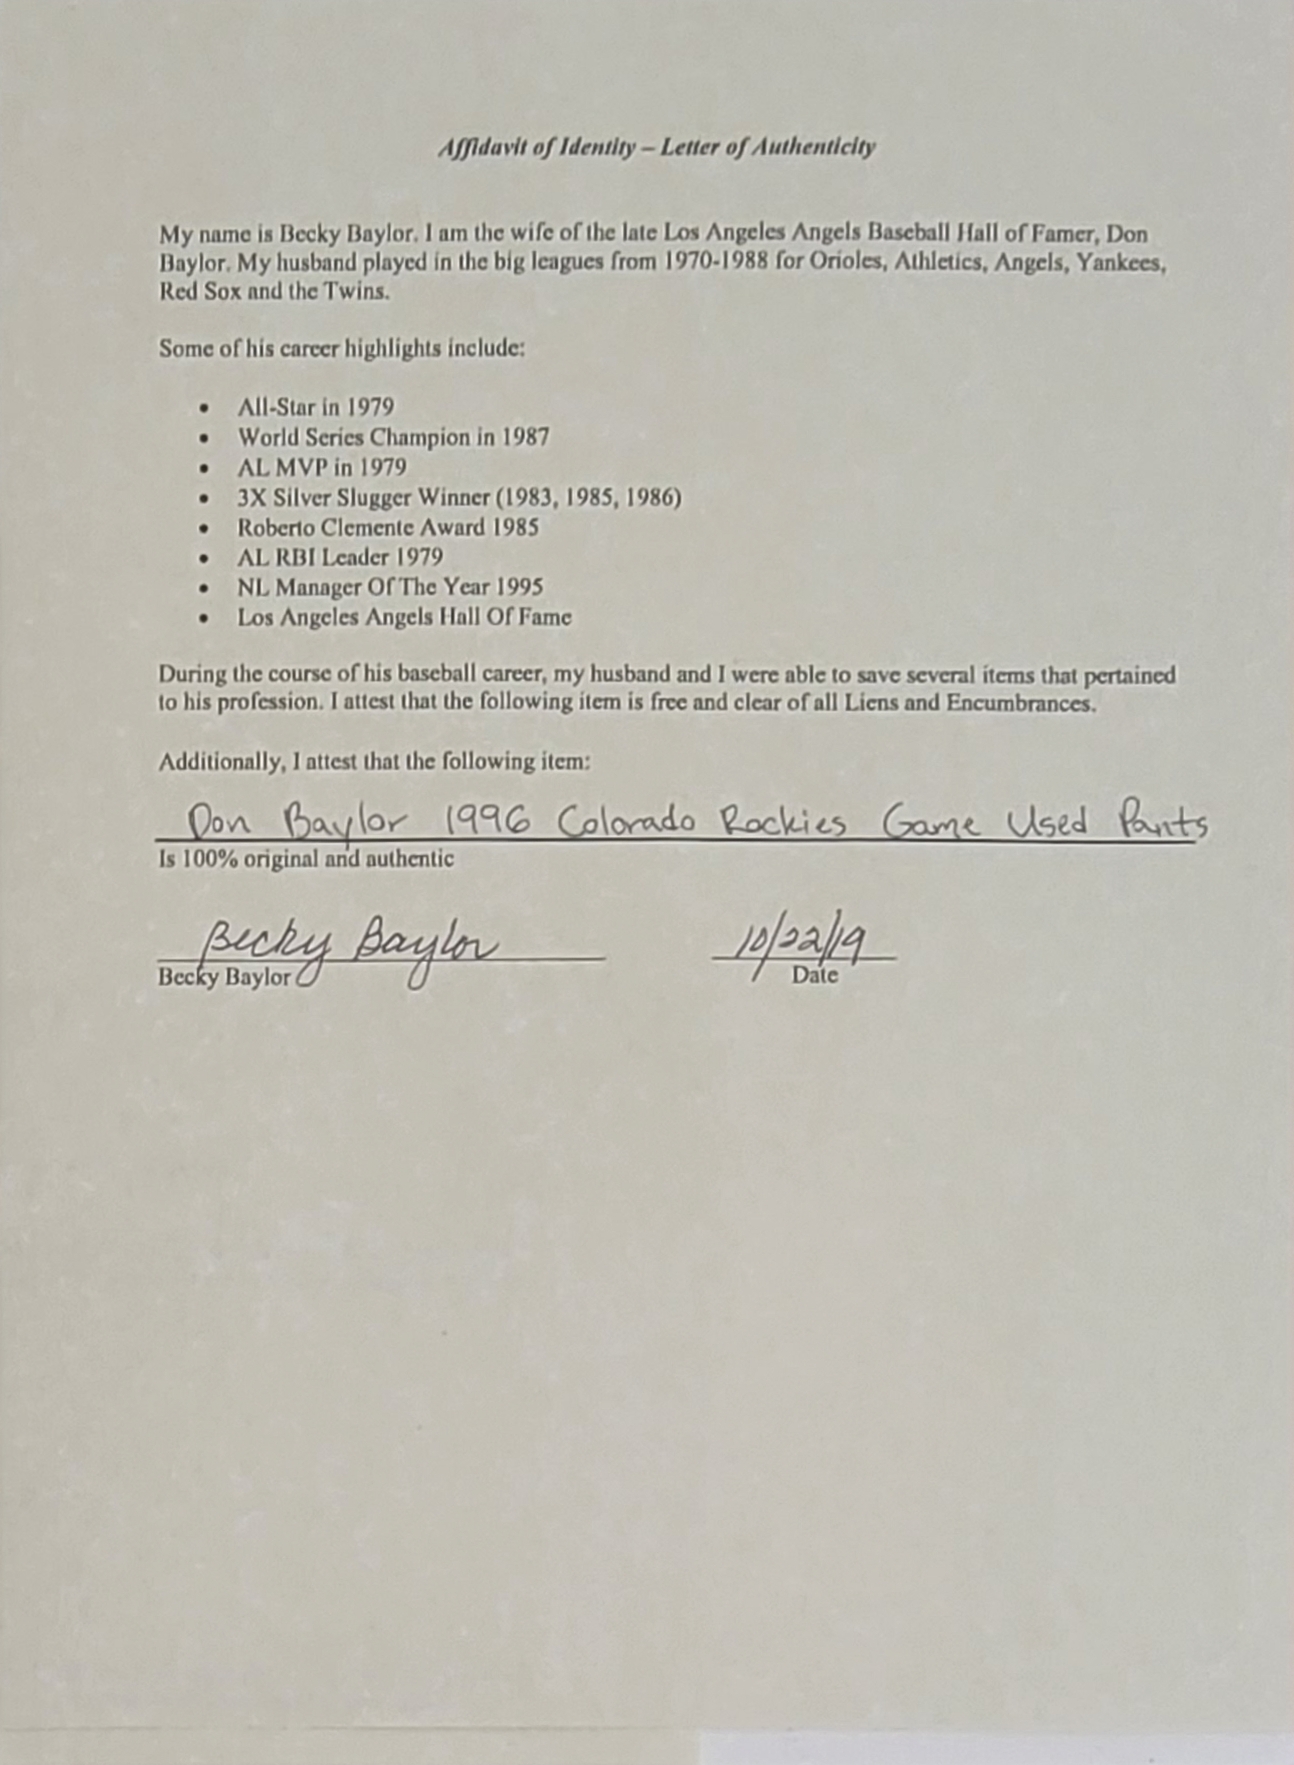 Affidavit of Identity – Letter of Authenticity
My name is Becky Baylor. I am the wife of the late Los Angeles Angels Baseball Hall of Famer, Don
Baylor. My husband played in the big leagues from 1970-1988 for Orioles, Athletics, Angels, Yankees,
Red Sox and the Twins.
Some of his career highlights include:
• All-Star in 1979
• World Series Champion in 1987
• AL MVP in 1979
• 3X Silver Slugger Winner (1983, 1985, 1986)
• Roberto Clemente Award 1985
• AL RBI Leader 1979
• NL Manager Of The Year 1995
• Los Angeles Angels Hall Of Fame
During the course of his baseball career, my husband and I were able to save several items that pertained
to his profession. I attest that the following item is free and clear of all Liens and Encumbrances.
Additionally, I attest that the following item:
Don Baylor 1996 Colorado Rockies Game Used Pants
Is 100% original and authentic
Becky Baylor 10/22/19
Becky Baylor Date